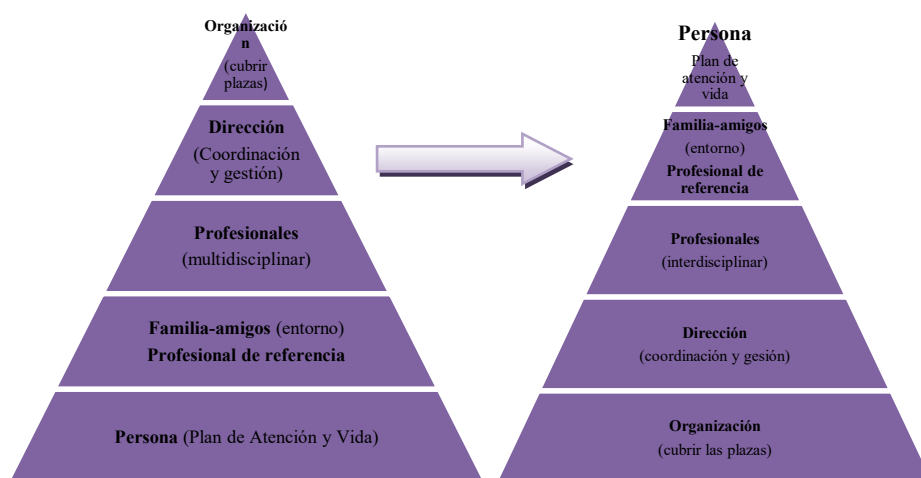 Organizació
n
(cubrir
plazas)
Dirección
(Coordinación
y gestión)
Profesionales
(multidisciplinar)
Familia-amigos (entorno)
Profesional de referencia
Persona (Plan de Atención y Vida)
Persona
Plan de
atención y
vida
Familia-amigos
(entorno)
Profesional de
referencia
Profesionales
(interdisciplinar)
Dirección
(coordinación y gesión)
Organización
(cubrir las plazas)